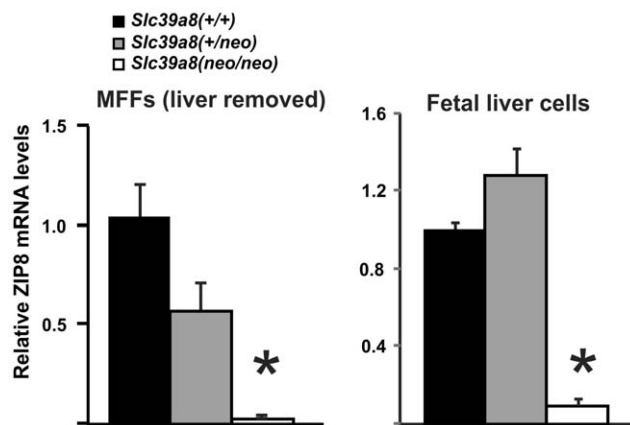 Slc39a8(+/+)
Slc39a8(+/neo)
Slc39a8(neo/neo)
MFFs (liver removed)
Relative ZIP8 mRNA levels
1.5
1.0
0.5
*
Fetal liver cells
1.6
1.2
0.8
0.4
*